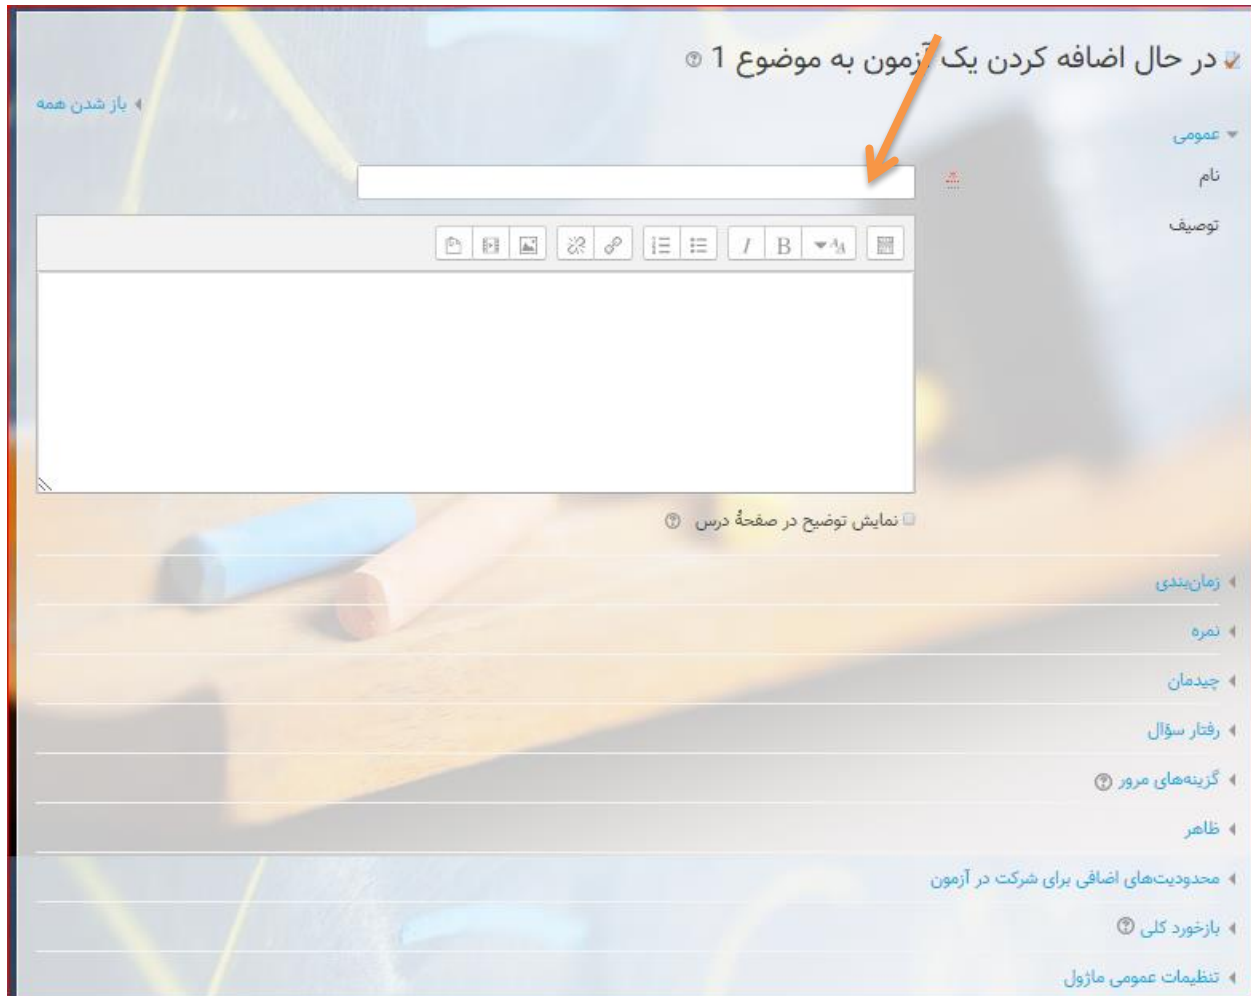 در حال اضافه کردن یک آزمون به موضوع 1
باز شدن همه
عمومی
نام
توصیف
I B
نمایش توضیح در صفحهٔ درس
زمان‌بندی
نمره
چیدمان
رفتار سؤال
گزینه‌های مرور
ظاهر
محدودیت‌های اضافی برای شرکت در آزمون
بازخورد کلی
تنظیمات عمومی ماژول